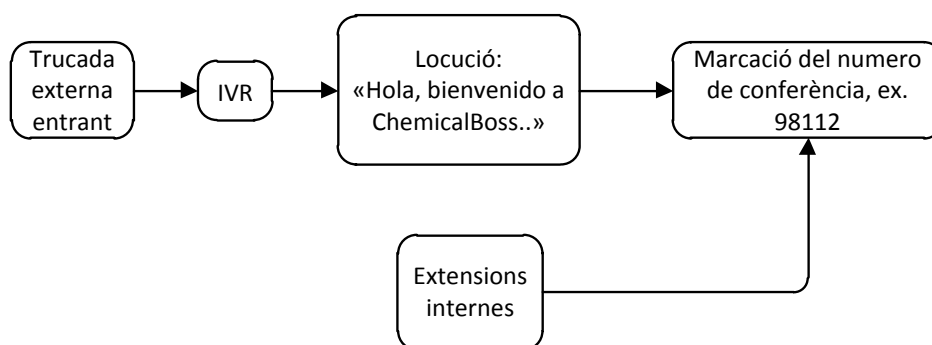 Trucada
externa
entrant
IVR
Locució:
«Hola, bienvenido a
ChemicalBoss..»
Marcació del numero
de conferència, ex.
98112
Extensions
internes